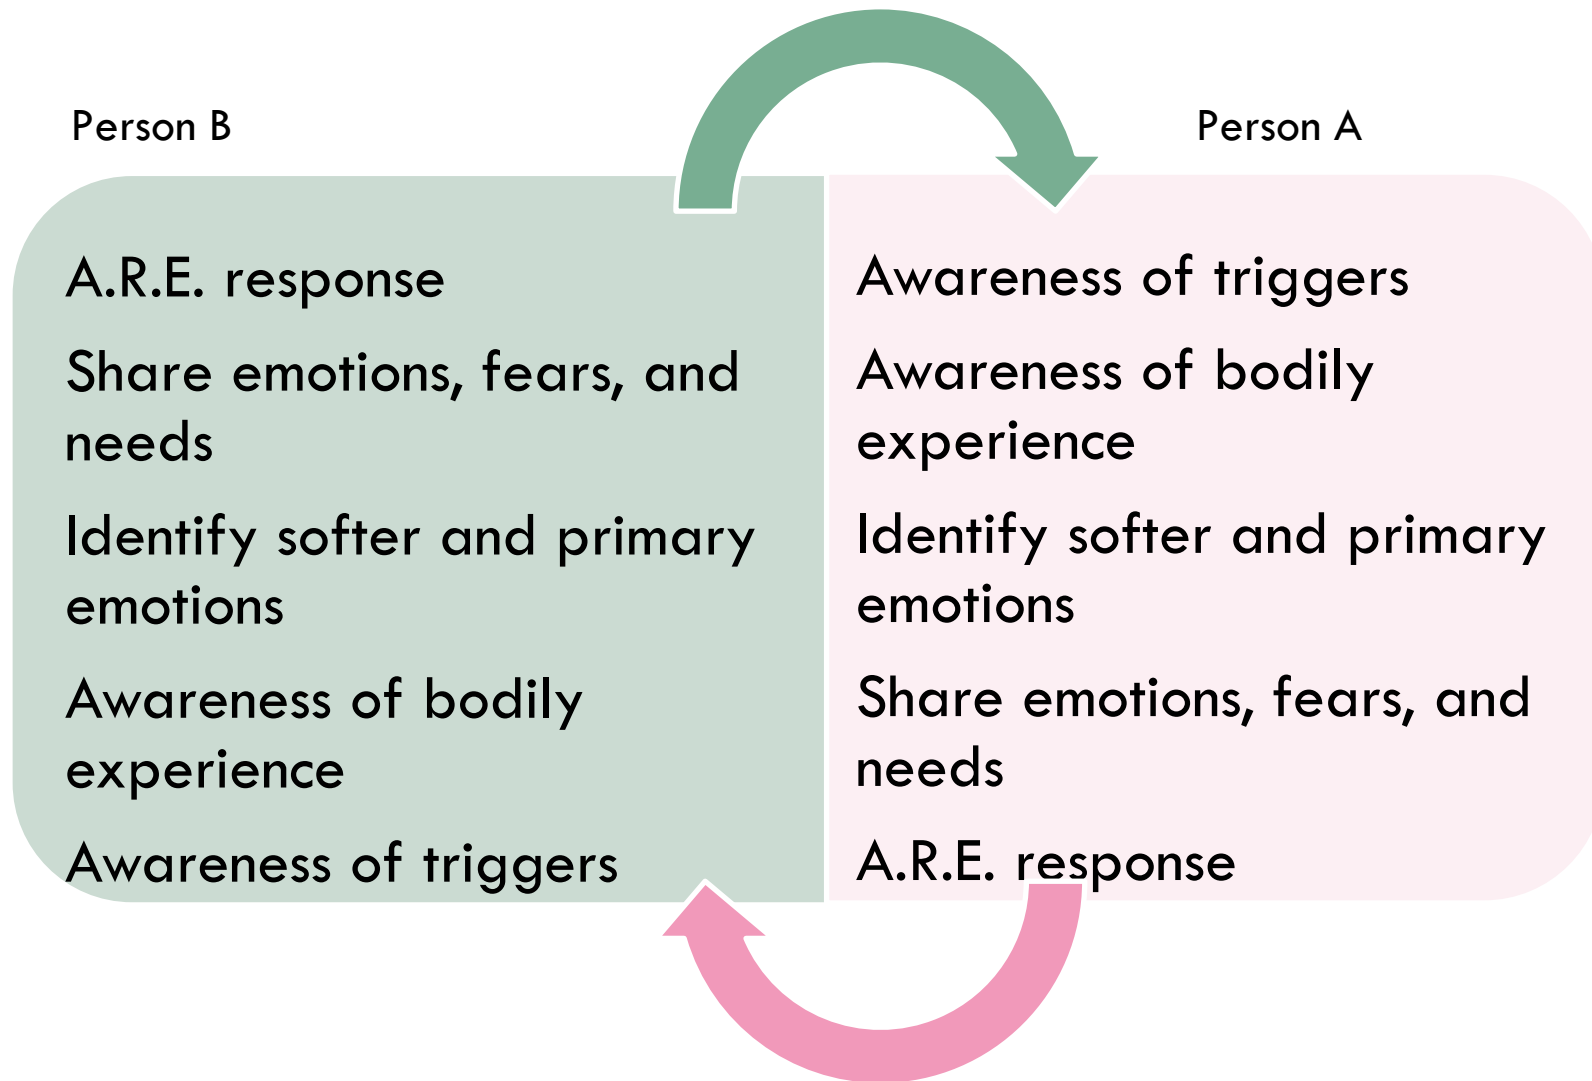 Person B
A.R.E. response
Share emotions, fears, and
needs
Identify softer and primary
emotions
Awareness of bodily
experience
Awareness of triggers
Person A
Awareness of triggers
Awareness of bodily
experience
Identify softer and primary
emotions
Share emotions, fears, and
needs
A.R.E. response